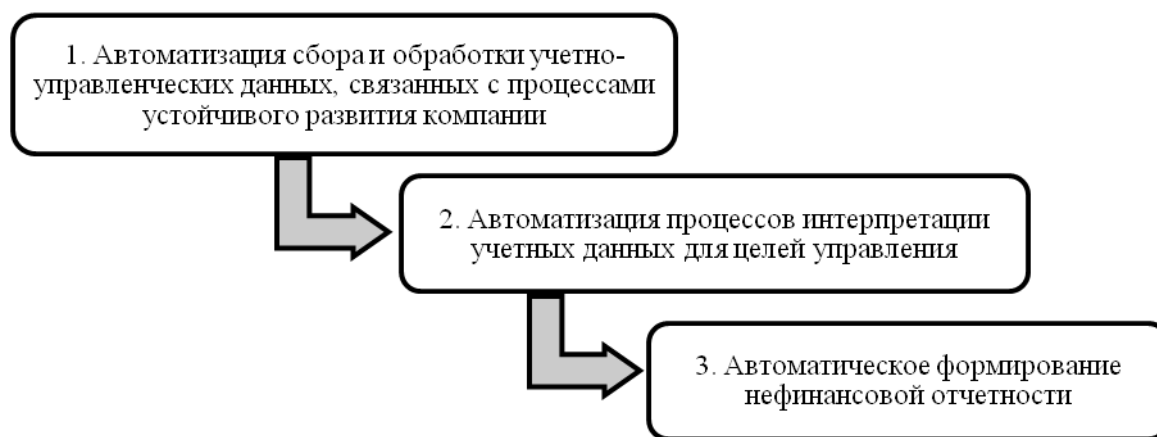 1. Автоматизация сбора и обработки учетно-
управленческих данных, связанных с процессами
устойчивого развития компании
2. Автоматизация процессов интерпретации
учетных данных для целей управления
3. Автоматическое формирование
нефинансовой отчетности